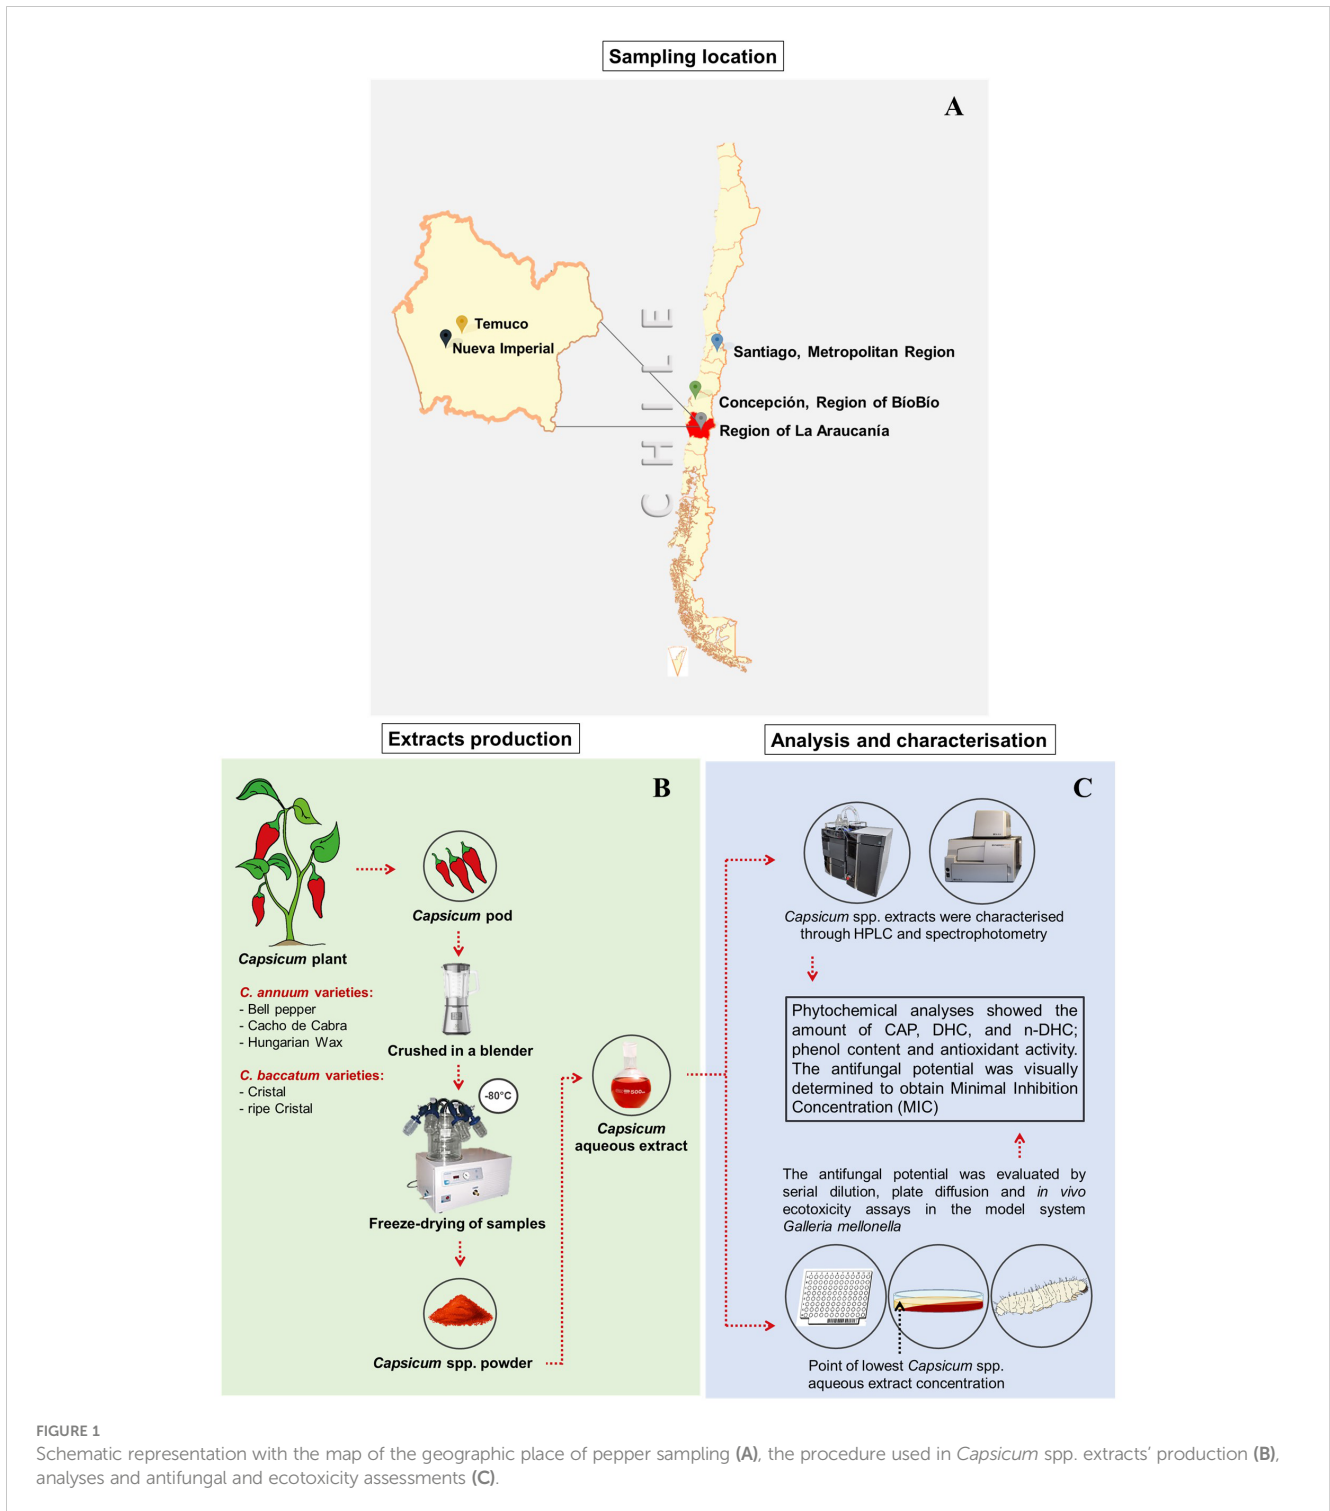 Sampling location
A
CHILE
Temuco
Nueva Imperial
Santiago, Metropolitan Region
Concepción, Region of BíoBío
Region of La Araucanía
Extracts production
B
Capsicum plant
C. annuum varieties:
- Bell pepper
- Cacho de Cabra
- Hungarian Wax
C. baccatum varieties:
- Cristal
- ripe Cristal
Capsicum pod
Crushed in a blender
-80°C
Freeze-drying of samples
Capsicum spp. powder
Capsicum
aqueous extract
Analysis and characterisation
C
Capsicum spp. extracts were characterised
through HPLC and spectrophotometry
Phytochemical analyses showed the
amount of CAP, DHC, and n-DHC;
phenol content and antioxidant activity.
The antifungal potential was visually
determined to obtain Minimal Inhibition
Concentration (MIC)
The antifungal potential was evaluated by
serial dilution, plate diffusion and in vivo
ecotoxicity assays in the model system
Galleria mellonella
Point of lowest Capsicum spp.
aqueous extract concentration
FIGURE 1
Schematic representation with the map of the geographic place of pepper sampling (A), the procedure used in Capsicum spp. extracts' production (B),
analyses and antifungal and ecotoxicity assessments (C).